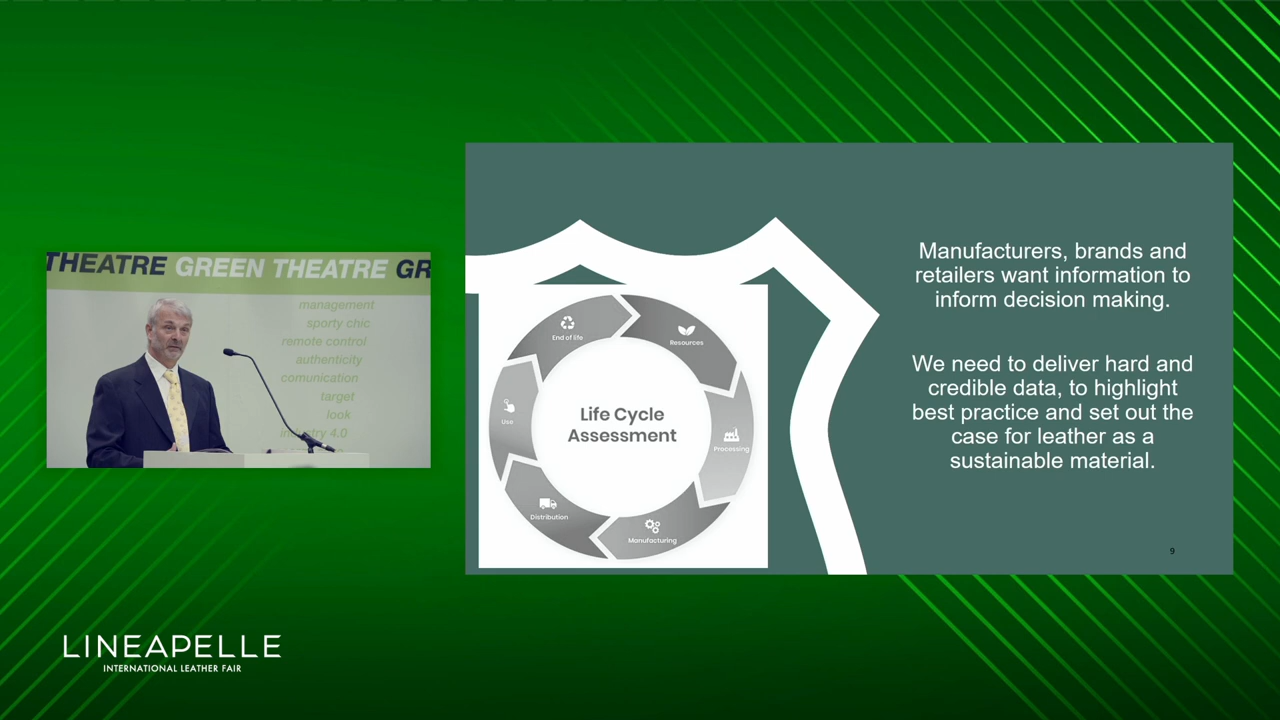 THEATRE GREEN THEATRE GR
management
sporty chic
remote control
authenticity
comunication
target
look
industry 4.0
LINEAPELLE
INTERNATIONAL LEATHER FAIR
End of life
Resources
Use
Life Cycle
Assessment
Processing
Distribution
Manufacturing
Manufacturers, brands and
retailers want information to
inform decision making.
We need to deliver hard and
credible data, to highlight
best practice and set out the
case for leather as a
sustainable material.
9